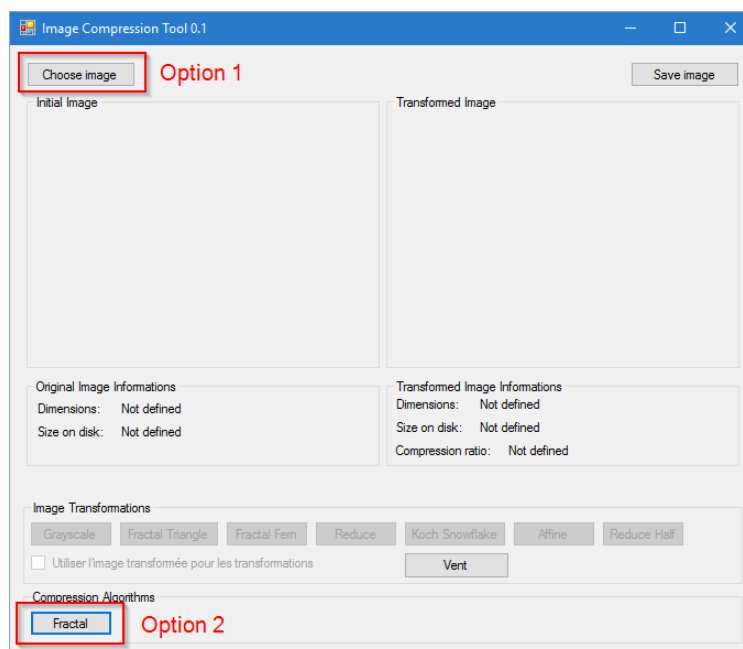 Image Compression Tool 0.1
Choose image
Option 1
Save image
Initial Image
Transformed Image
Original Image Informations
Dimensions: Not defined
Size on disk: Not defined
Transformed Image Informations
Dimensions: Not defined
Size on disk: Not defined
Compression ratio: Not defined
Image Transformations
Grayscale Fractal Triangle Fractal Fern Reduce Koch Snowflake Affine Reduce Half
Utiliser l'image transformée pour les transformations Vent
Compression Algorithms
Fractal Option 2